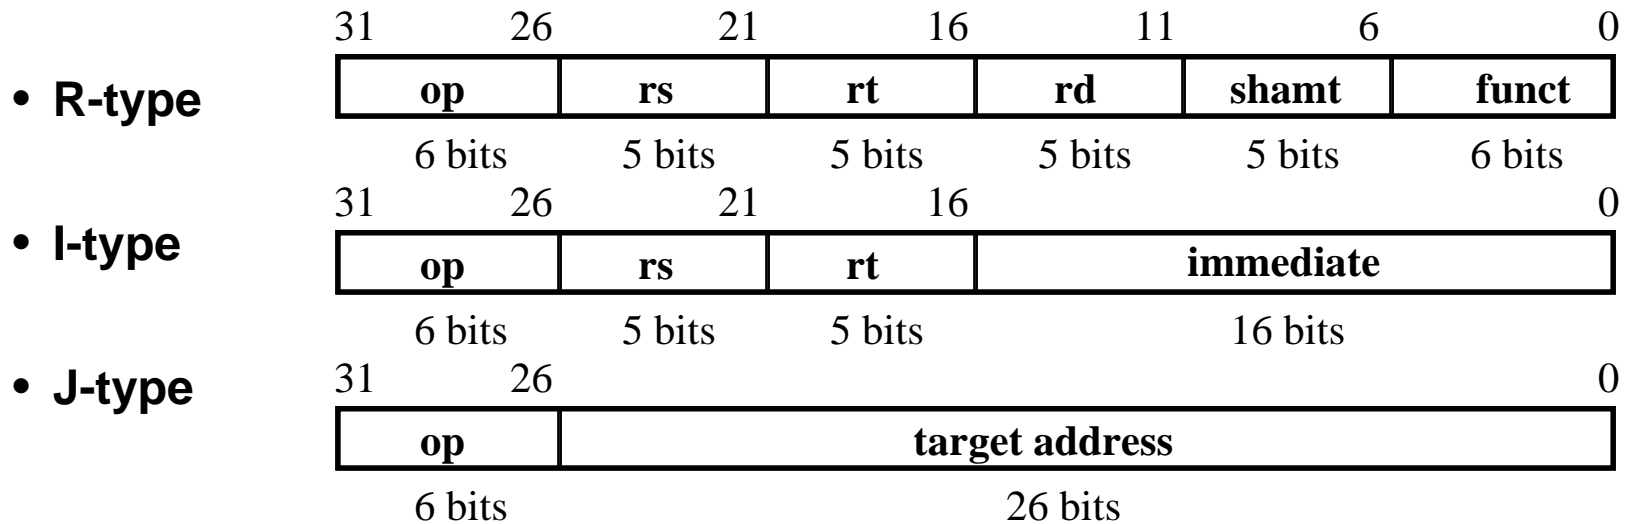 31 26 21 16 11 6 0
• R-type
op rs rt rd shamt funct
6 bits 5 bits 5 bits 5 bits 5 bits 6 bits
31 26 21 16 0
• I-type
op rs rt immediate
6 bits 5 bits 5 bits 16 bits
31 26 0
• J-type
op target address
6 bits 26 bits